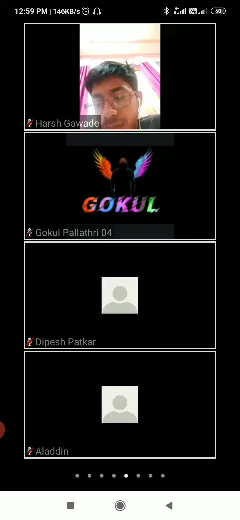 12:59 PM | 146KB/s
Harsh Gawade
GOKUL
Gokul Pallathri 04
Dipesh Patkar
Aladdin